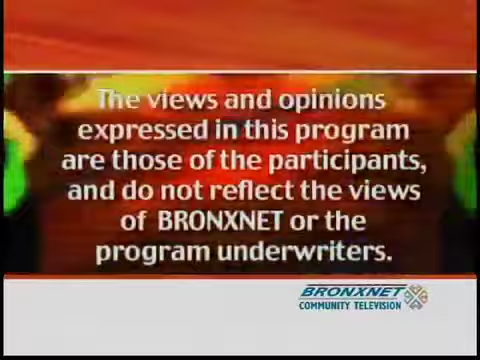 The views and opinions
expressed in this program
are those of the participants,
and do not reflect the views
of BRONXNET or the
program underwriters.
BRONXNET
COMMUNITY TELEVISION